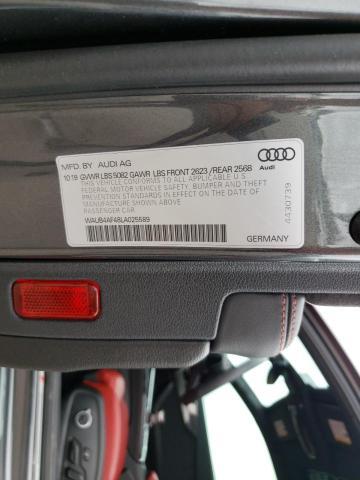 MFD. BY AUDI AG
10 19 GVWR LBS 5082 GAWR LBS FRONT 2623 / REAR 2568
THIS VEHICLE CONFORMS TO ALL APPLICABLE U.S.
FEDERAL MOTOR VEHICLE SAFETY, BUMPER AND THEFT
PREVENTION STANDARDS IN EFFECT ON THE DATE OF
MANUFACTURE SHOWN ABOVE.
PASSENGER CAR
WAUB4AF48LA025589
Audi
4430739
GERMANY